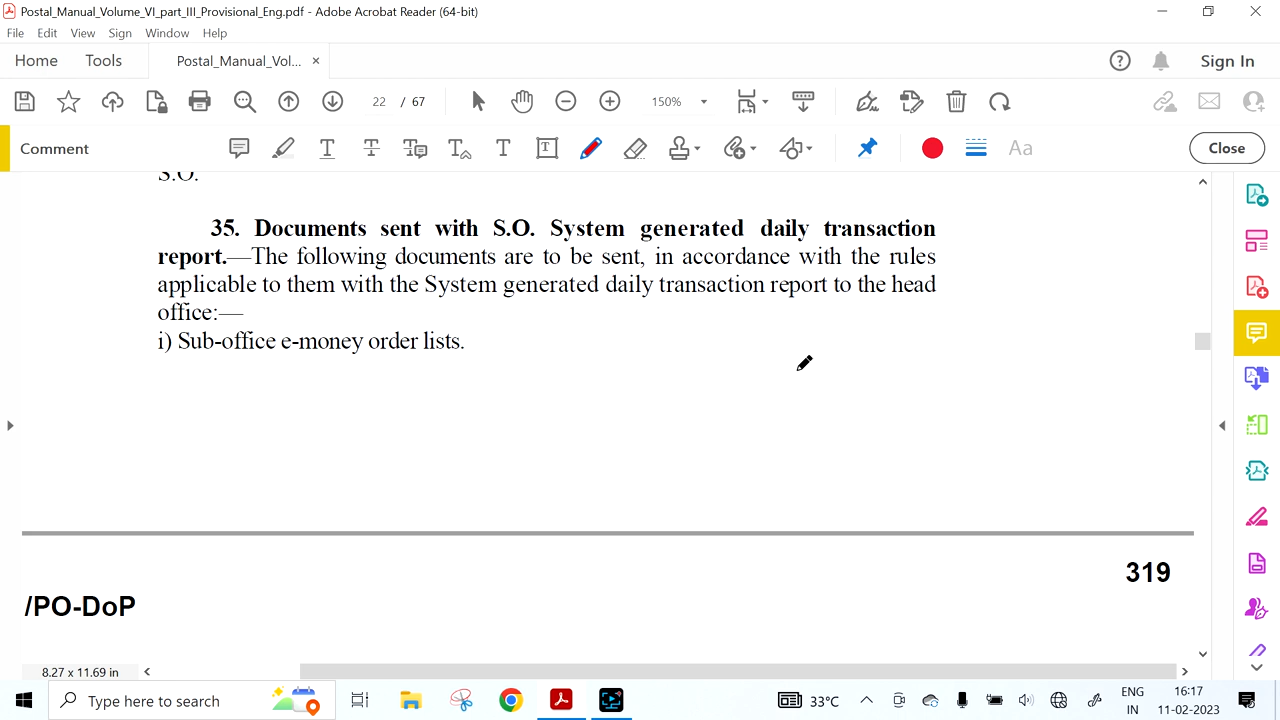 Postal_Manual_Volume_VI_part_III_Provisional_Eng.pdf - Adobe Acrobat Reader (64-bit)
File Edit View Sign Window Help
Home Tools Postal_Manual_Vol... × Sign In
22 / 67 150%
Comment Aa Close
S.O.
35. Documents sent with S.O. System generated daily transaction
report.—The following documents are to be sent, in accordance with the rules
applicable to them with the System generated daily transaction report to the head
office:—
i) Sub-office e-money order lists.
319
/PO-DoP
8.27 x 11.69 in
Type here to search 33°C ENG 16:17
IN 11-02-2023